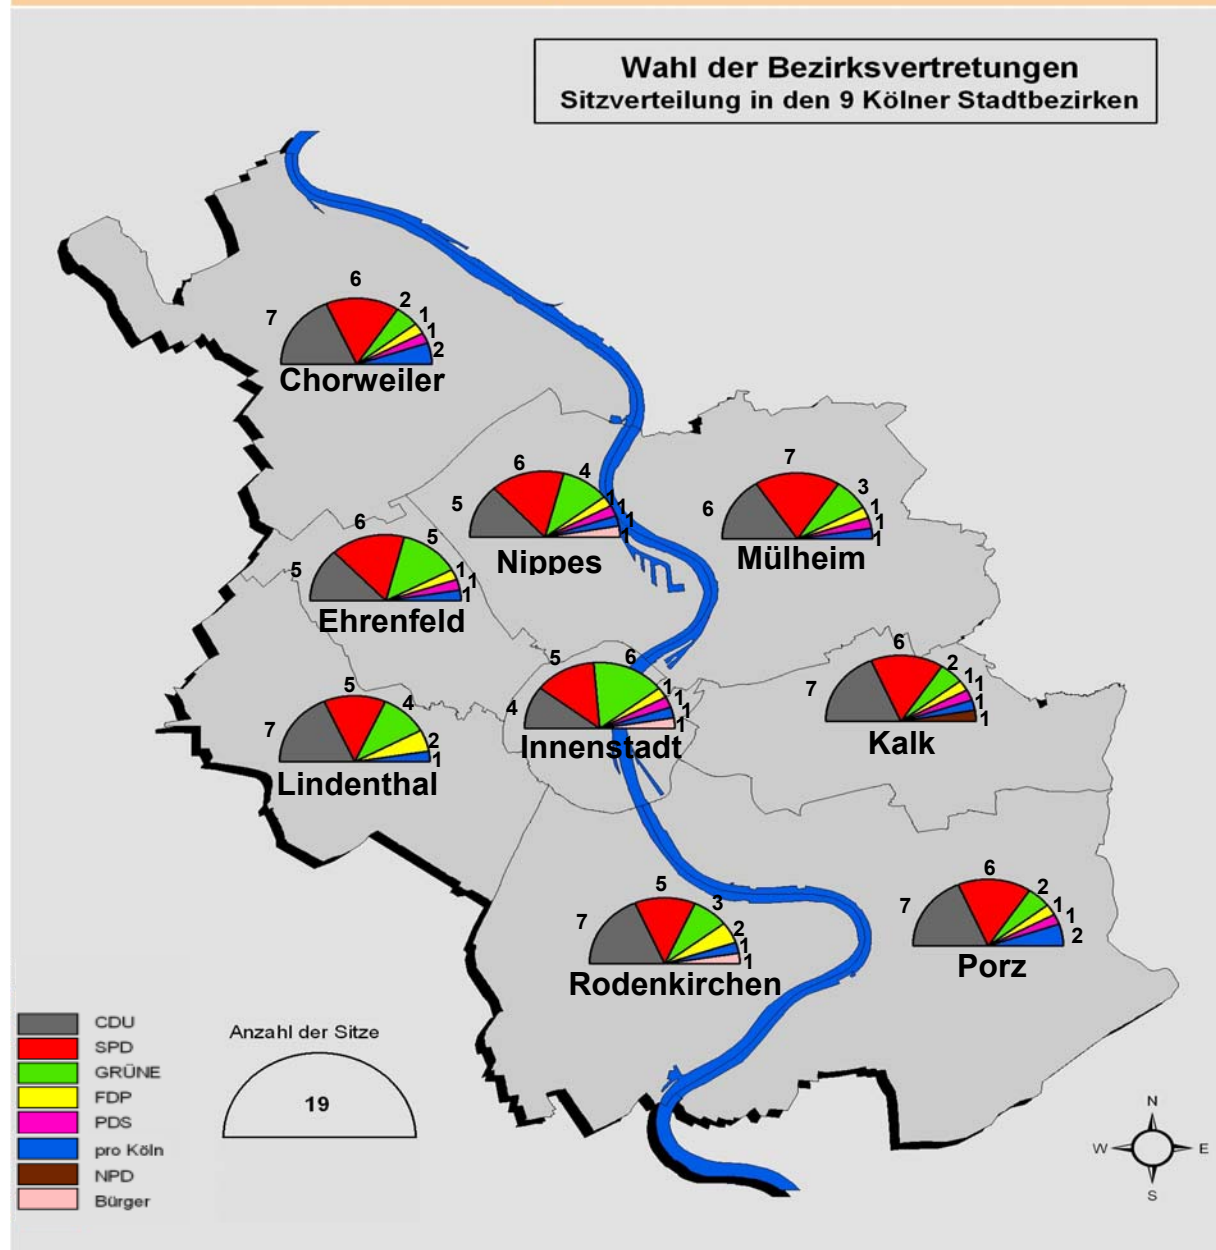 Wahl der Bezirksvertretungen
Sitzverteilung in den 9 Kölner Stadtbezirken
7 6 2 1 1 2
Chorweiler
5 6 4 1 1 1 1
Nippes
6 7 3 1 1 1
Mülheim
5 6 5 1 1 1
Ehrenfeld
4 5 6 1 1 1 1
Innenstadt
7 6 2 1 1 1 1
Kalk
7 5 4 2 1
Lindenthal
7 5 3 2 1 1
Rodenkirchen
7 6 2 1 1 2
Porz
CDU
SPD
GRÜNE
FDP
PDS
pro Köln
NPD
Bürger
Anzahl der Sitze
19
N
W E
S